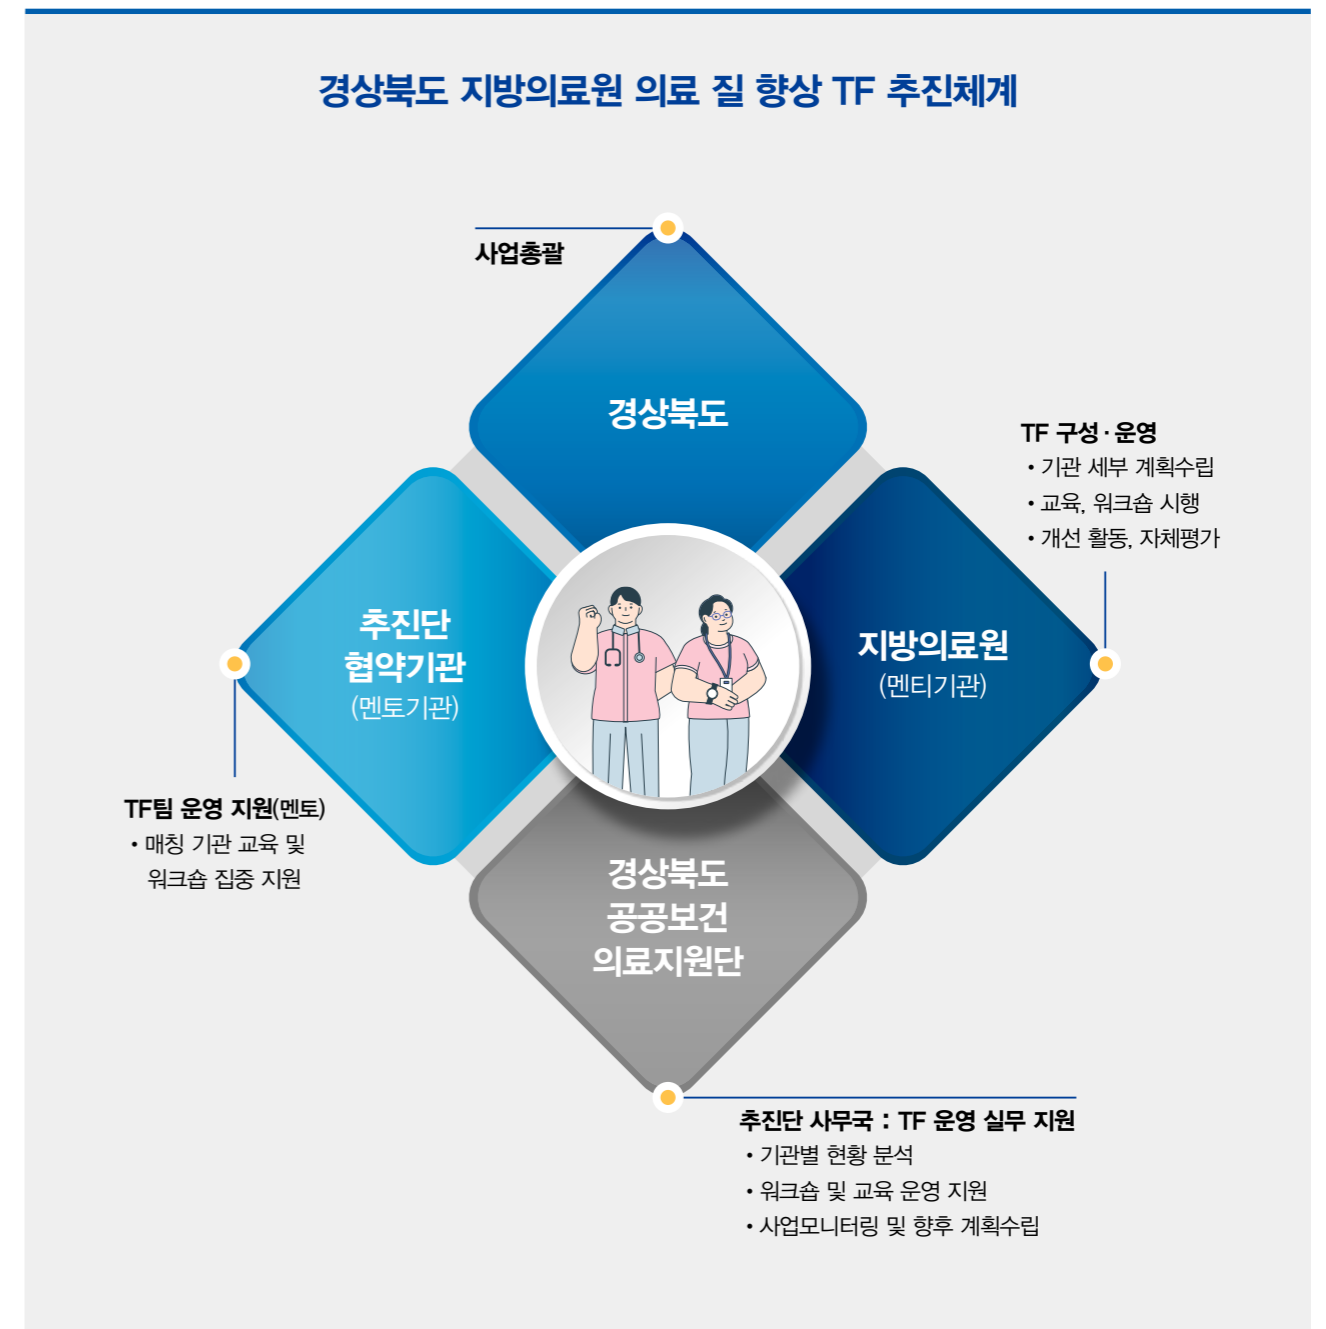 경상북도 지방의료원 의료 질 향상 TF 추진체계
사업총괄
경상북도
TF 구성·운영
• 기관 세부 계획수립
• 교육, 워크숍 시행
• 개선 활동, 자체평가
추진단
협약기관
(멘토기관)
지방의료원
(멘티기관)
TF팀 운영 지원(멘토)
• 매칭 기관 교육 및
워크숍 집중 지원
경상북도
공공보건
의료지원단
추진단 사무국 : TF 운영 실무 지원
• 기관별 현황 분석
• 워크숍 및 교육 운영 지원
• 사업모니터링 및 향후 계획수립